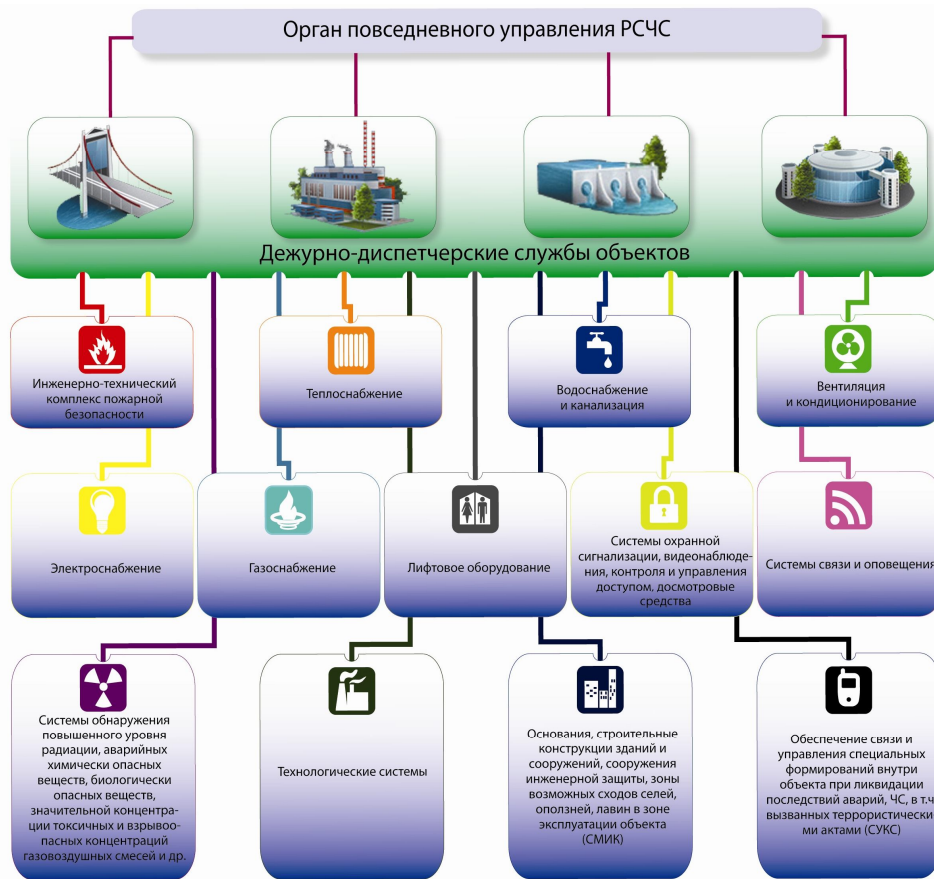 Орган повседневного управления РСЧС
Дежурно-диспетчерские службы объектов
Инженерно-технический
комплекс пожарной
безопасности
Теплоснабжение
Водоснабжение
и канализация
Вентиляция
и кондиционирование
Электроснабжение
Газоснабжение
Лифтовое оборудование
Системы охранной
сигнализации, видеонаблюде-
ния, контроля и управления
доступом, досмотровые
средства
Системы связи и оповещения
Системы обнаружения
повышенного уровня
радиации, аварийных
химически опасных
веществ, биологически
опасных веществ,
значительной концентра-
ции токсичных и взрывоо-
пасных концентраций
газовоздушных смесей и др.
Технологические системы
Основания, строительные
конструкции зданий и
сооружений, сооружения
инженерной защиты, зоны
возможных сходов селей,
оползней, лавин в зоне
эксплуатации объекта
(СМИК)
Обеспечение связи и
управления специальных
формирований внутри
объекта при ликвидации
последствий аварий, ЧС, в т.ч.
вызванных террористически-
ми актами (СУКС)